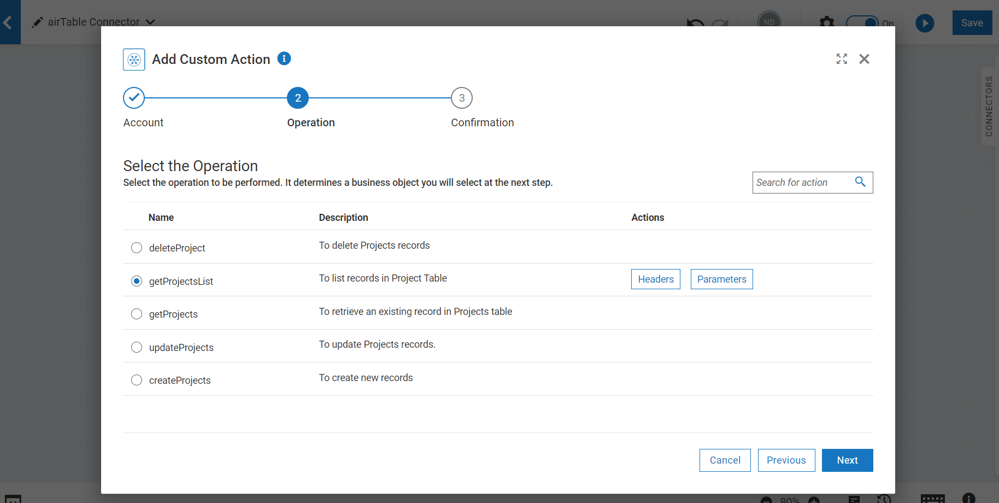 airTable Connector
NB
On
Save
Add Custom Action
2
3
Account
Operation
Confirmation
CONNECTORS
Select the Operation
Select the operation to be performed. It determines a business object you will select at the next step.
Search for action
Name Description Actions
deleteProject To delete Projects records
getProjectsList To list records in Project Table Headers Parameters
getProjects To retrieve an existing record in Projects table
updateProjects To update Projects records.
createProjects To create new records
Cancel Previous Next
80%